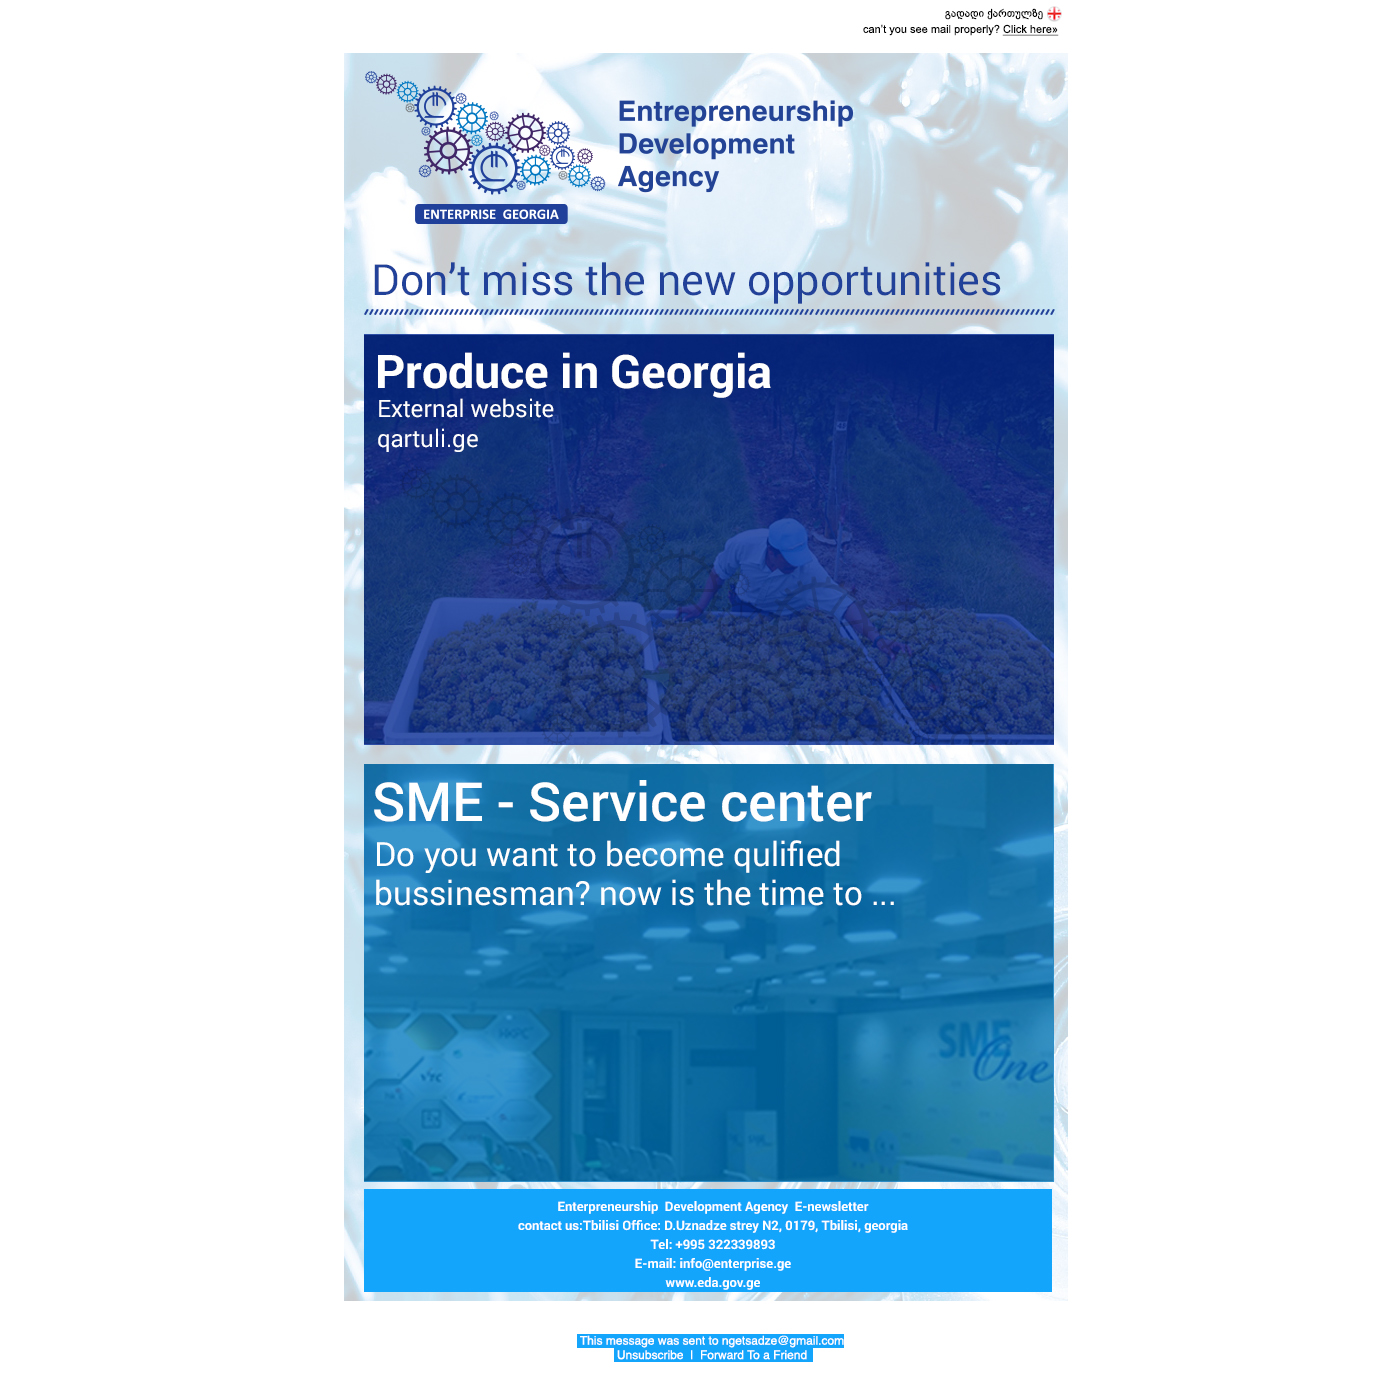 გადადი ქართულზე
can't you see mail properly? Click here»
Entrepreneurship
Development
Agency
ENTERPRISE GEORGIA
Don't miss the new opportunities
Produce in Georgia
External website
qartuli.ge
SME - Service center
Do you want to become qulified
bussinesman? now is the time to ...
HKPC
SME
One
VTC
Enterpreneurship Development Agency E-newsletter
contact us:Tbilisi Office: D.Uznadze strey N2, 0179, Tbilisi, georgia
Tel: +995 322339893
E-mail: info@enterprise.ge
www.eda.gov.ge
This message was sent to ngetsadze@gmail.com
Unsubscribe | Forward To a Friend